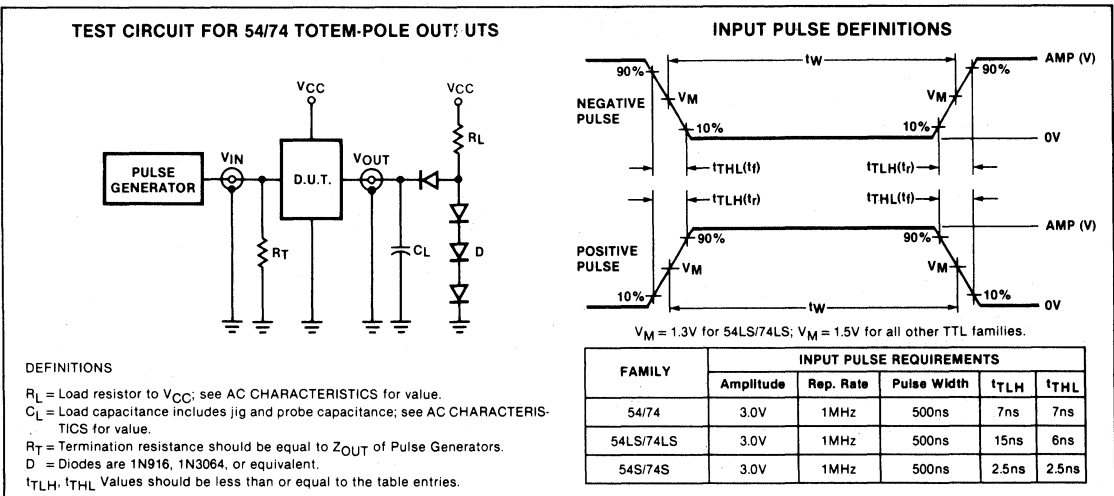 TEST CIRCUIT FOR 54/74 TOTEM-POLE OUTPUTS
VCC
VCC
RL
VIN
VOUT
PULSE
GENERATOR
D.U.T.
RT
CL
D
DEFINITIONS
RL = Load resistor to VCC; see AC CHARACTERISTICS for value.
CL = Load capacitance includes jig and probe capacitance; see AC CHARACTERIS-
TICS for value.
RT = Termination resistance should be equal to ZOUT of Pulse Generators.
D = Diodes are 1N916, 1N3064, or equivalent.
tTLH, tTHL Values should be less than or equal to the table entries.
INPUT PULSE DEFINITIONS
tW
AMP (V)
90%
90%
NEGATIVE
PULSE
VM
VM
10%
10%
0V
tTHL(tf)
tTLH(tr)
tTLH(tr)
tTHL(tf)
AMP (V)
90%
90%
POSITIVE
PULSE
VM
VM
10%
10%
tW
0V
VM = 1.3V for 54LS/74LS; VM = 1.5V for all other TTL families.
FAMILY
INPUT PULSE REQUIREMENTS
Amplitude Rep. Rate Pulse Width tTLH tTHL
54/74 3.0V 1MHz 500ns 7ns 7ns
54LS/74LS 3.0V 1MHz 500ns 15ns 6ns
54S/74S 3.0V 1MHz 500ns 2.5ns 2.5ns